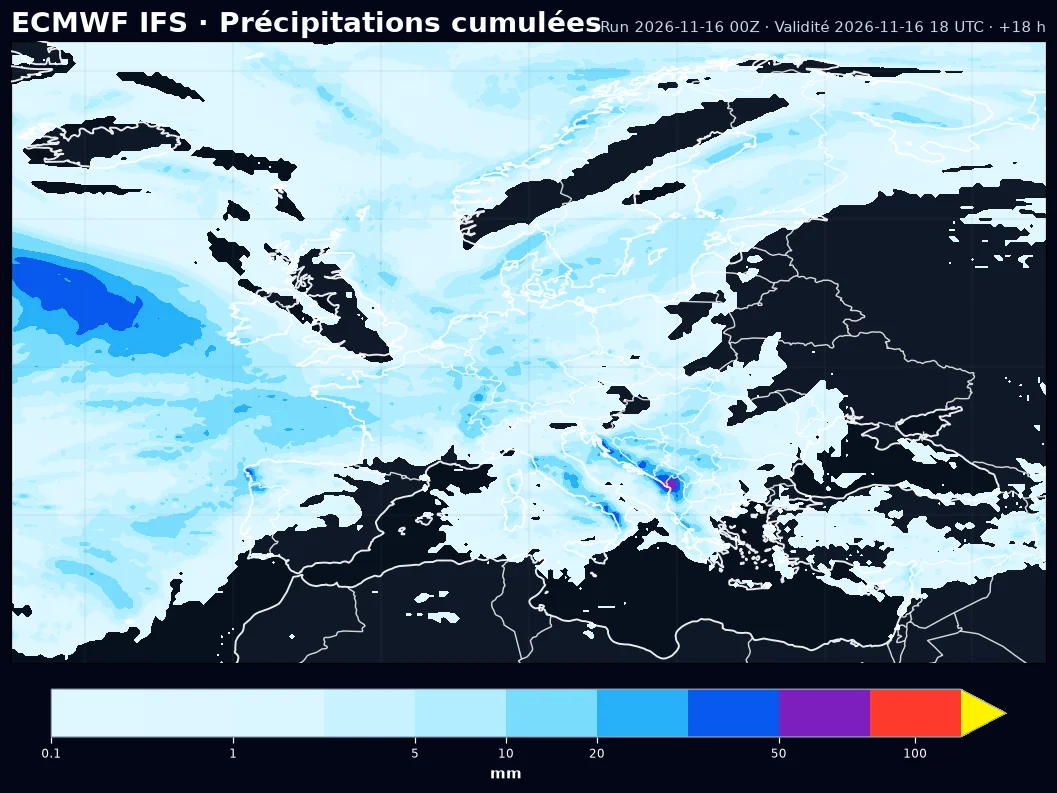 ECMWF IFS · Précipitations cumulées
Run 2026-11-16 00Z · Validité 2026-11-16 18 UTC · +18 h
0.1 1 5 10 20 50 100
mm